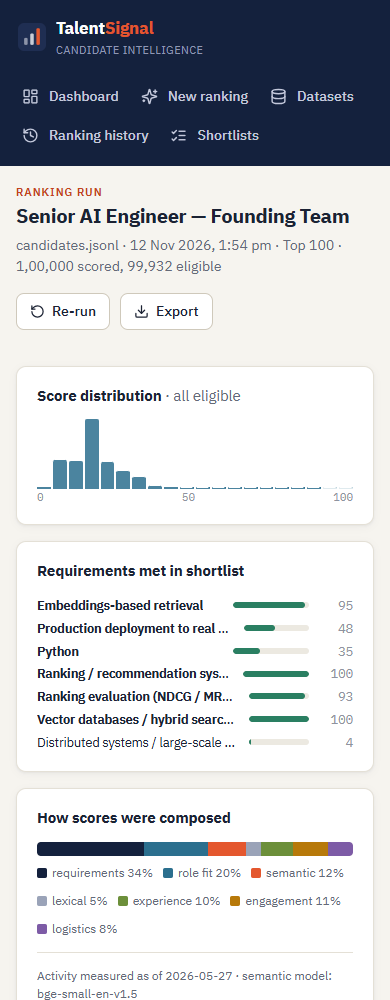 TalentSignal
CANDIDATE INTELLIGENCE
Dashboard New ranking Datasets
Ranking history Shortlists
RANKING RUN
Senior AI Engineer — Founding Team
candidates.jsonl · 12 Nov 2026, 1:54 pm · Top 100 ·
1,00,000 scored, 99,932 eligible
Re-run Export
Score distribution · all eligible
0 50 100
Requirements met in shortlist
Embeddings-based retrieval 95
Production deployment to real ... 48
Python 35
Ranking / recommendation sys... 100
Ranking evaluation (NDCG / MR... 93
Vector databases / hybrid searc... 100
Distributed systems / large-scale ... 4
How scores were composed
requirements 34% role fit 20% semantic 12%
lexical 5% experience 10% engagement 11%
logistics 8%
Activity measured as of 2026-05-27 · semantic model:
bge-small-en-v1.5